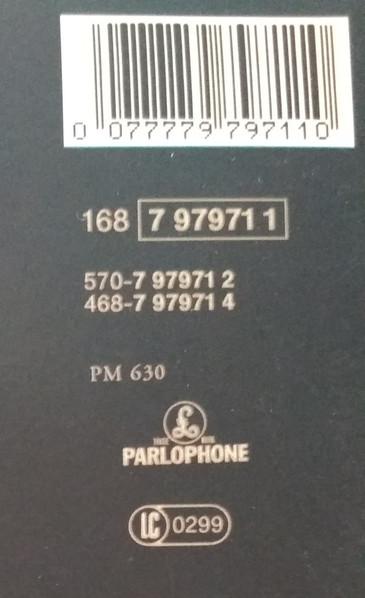 0 077779 797110
168 7 97971 1
570-7 97971 2
468-7 97971 4
PM 630
£
TRADE MARK
PARLOPHONE
LC 0299